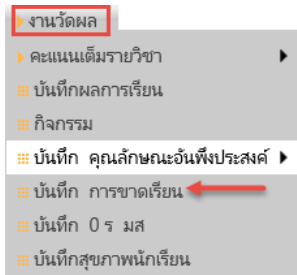 งานวัดผล
คะแนนเต็มรายวิชา
บันทึกผลการเรียน
กิจกรรม
บันทึก คุณลักษณะอันพึงประสงค์
บันทึก การขาดเรียน
บันทึก 0 ร มส
บันทึกสุขภาพนักเรียน